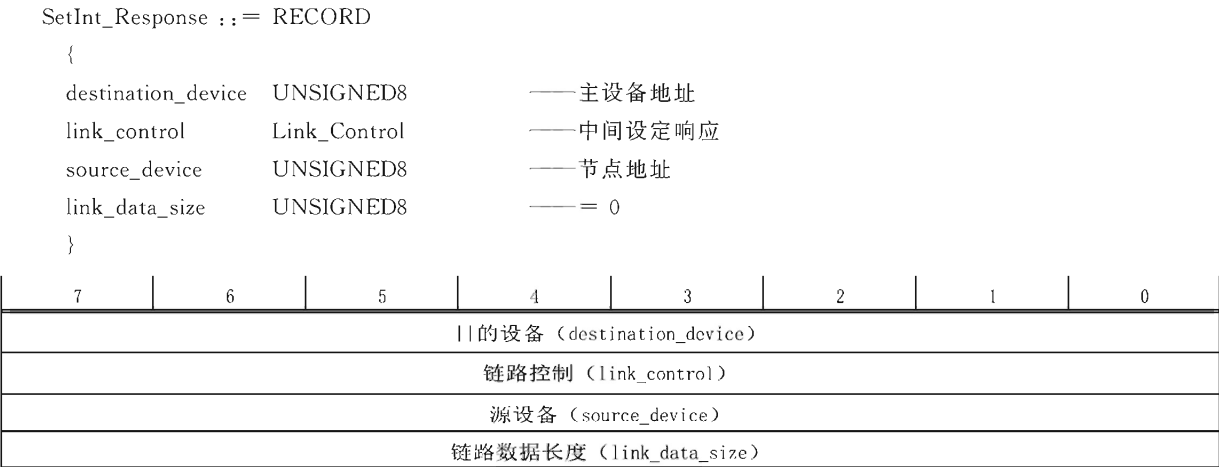 SetInt_Response ::= RECORD
{
destination_device UNSIGNED8 ——主设备地址
link_control Link_Control ——中间设定响应
source_device UNSIGNED8 ——节点地址
link_data_size UNSIGNED8 ——= 0
}
7 6 5 4 3 2 1 0
目的设备（destination_device）
链路控制（link_control）
源设备（source_device）
链路数据长度（link_data_size）